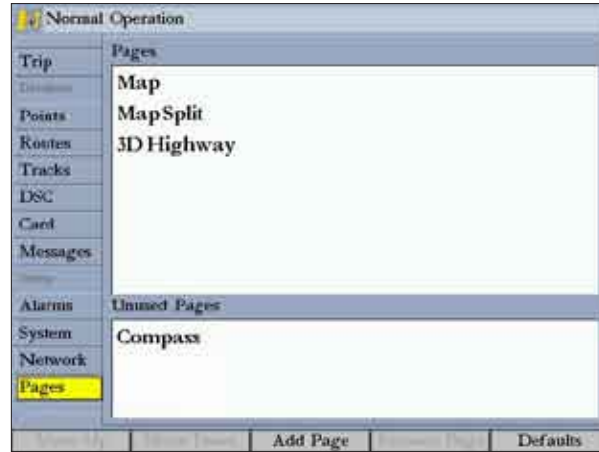 Normal Operation
Trip
Points
Routes
Tracks
DSC
Card
Messages
Alarms
System
Network
Pages
Pages
Map
Map Split
3D Highway
Unused Pages
Compass
Add Page
Defaults